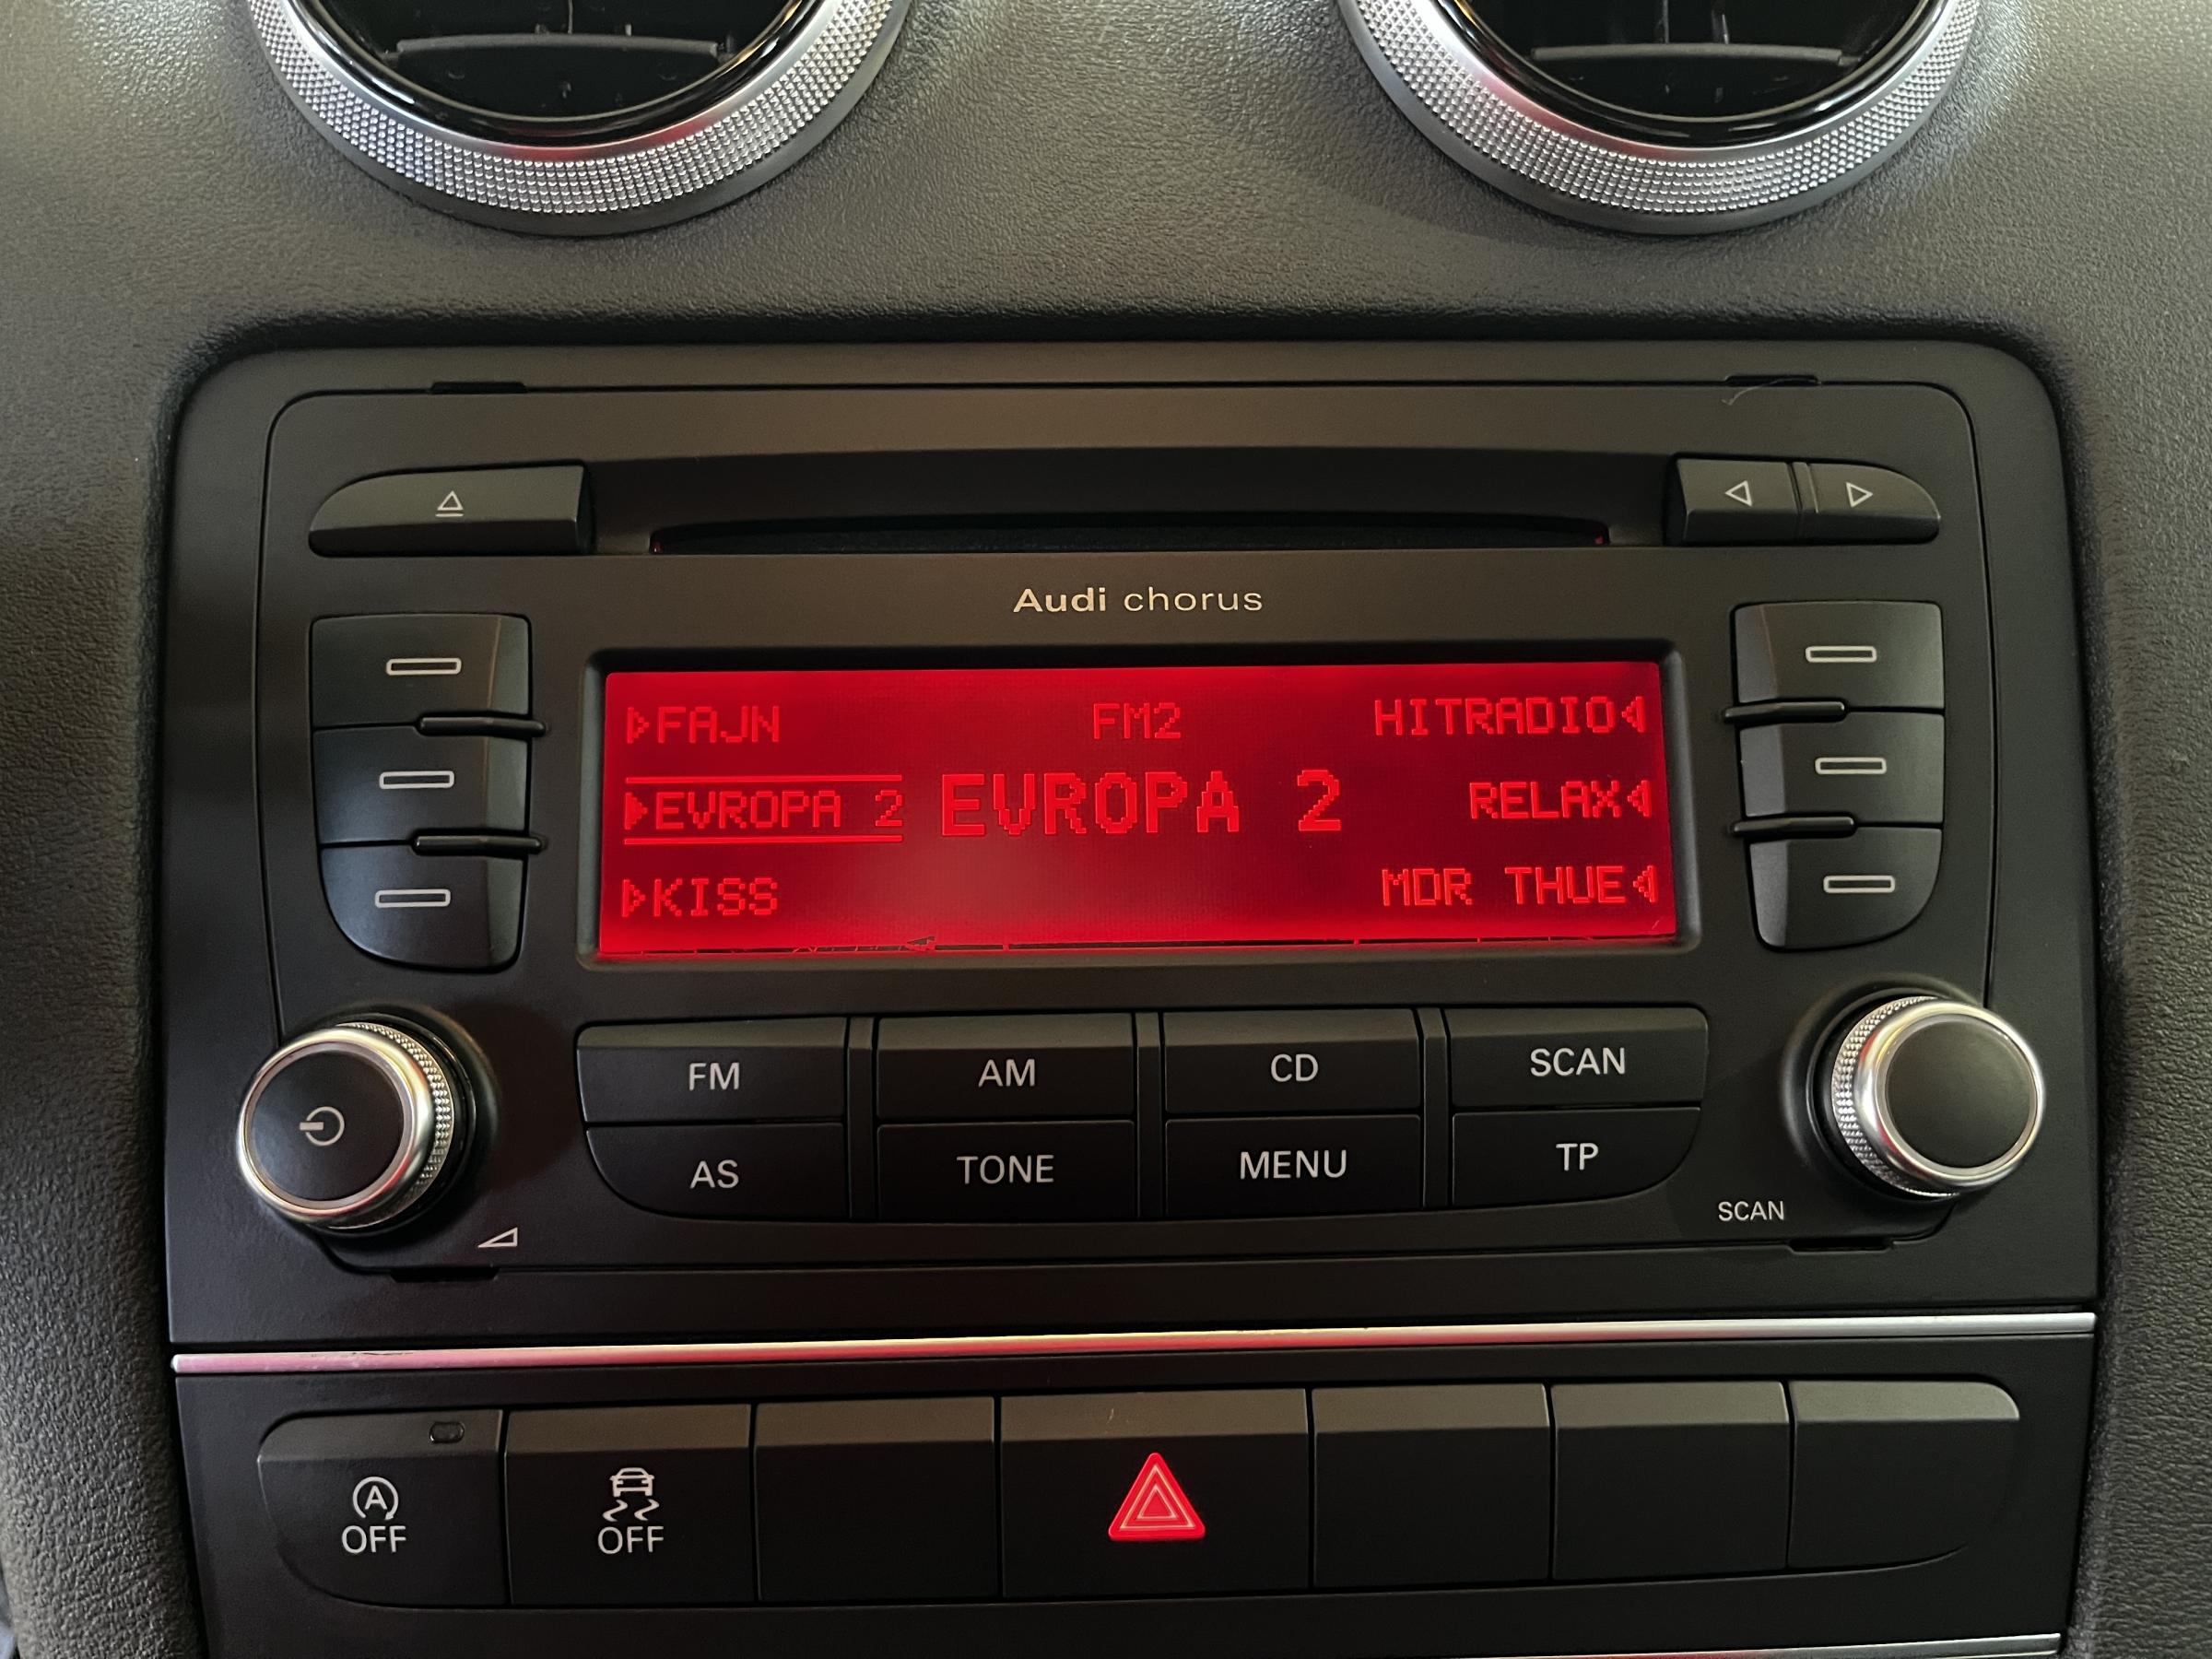 Audi chorus
FAJN FM2 HITRADIO
EVROPA 2 EVROPA 2 RELAX
KISS MDR THUE
FM AM CD SCAN
AS TONE MENU TP
SCAN
A
OFF OFF